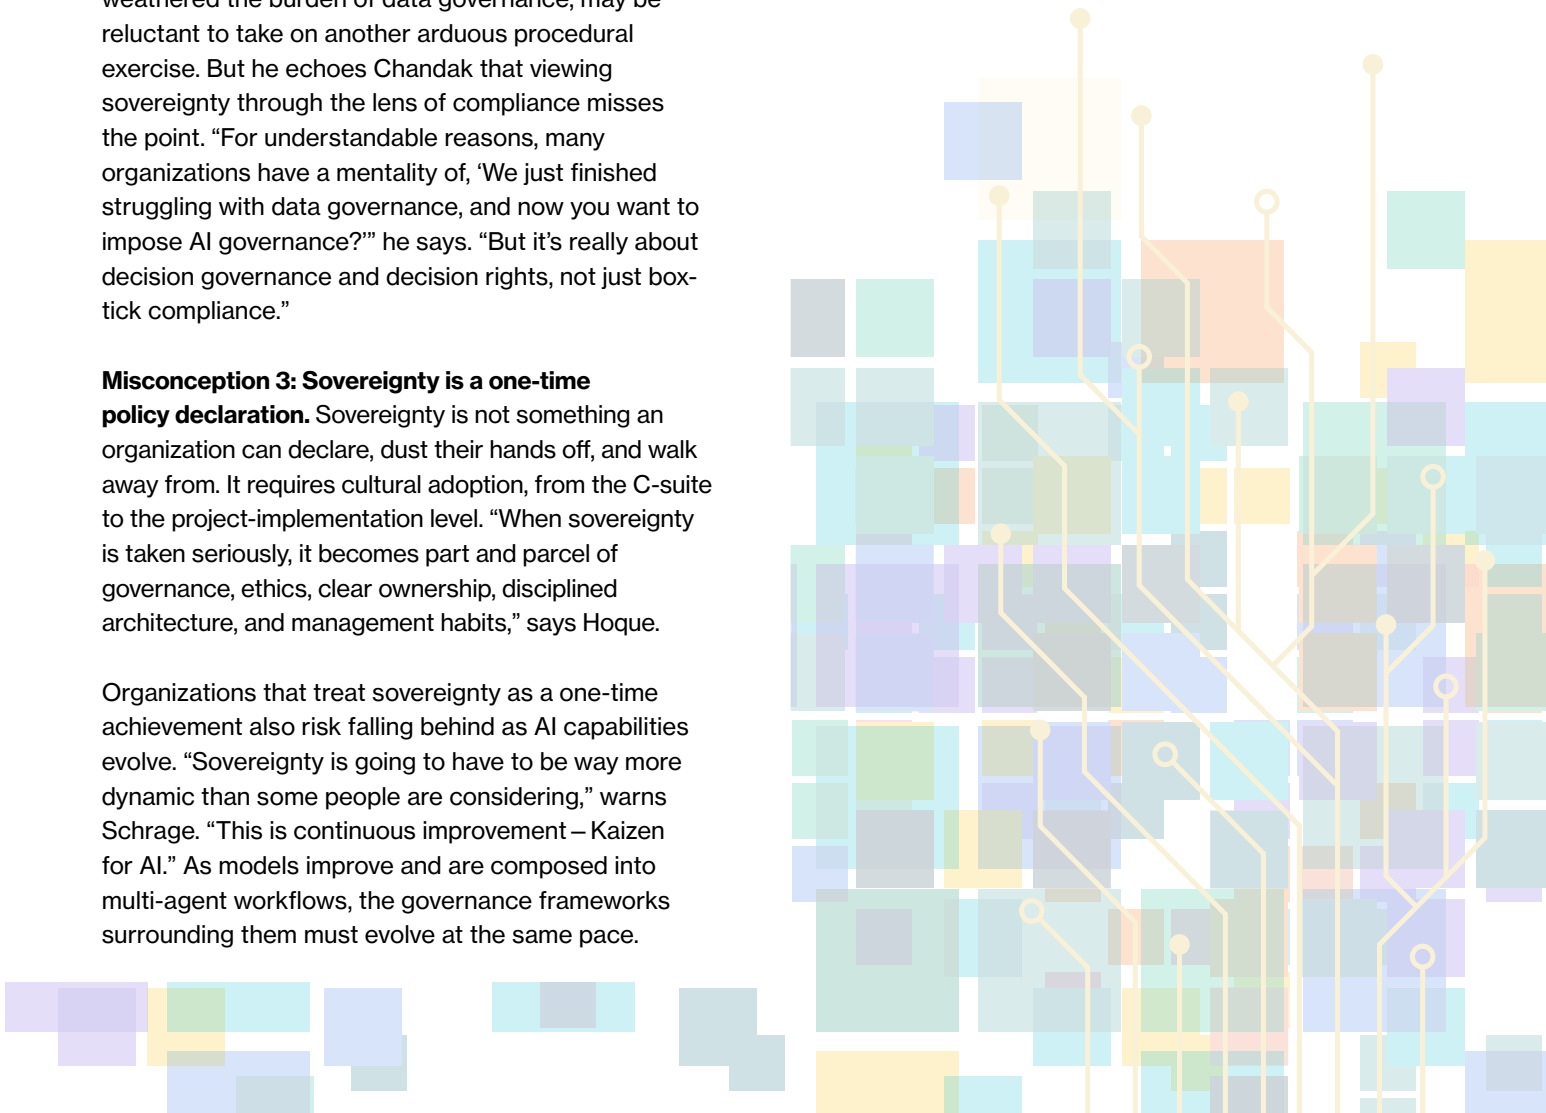 weathered the burden of data governance, may be
reluctant to take on another arduous procedural
exercise. But he echoes Chandak that viewing
sovereignty through the lens of compliance misses
the point. “For understandable reasons, many
organizations have a mentality of, ‘We just finished
struggling with data governance, and now you want to
impose AI governance?’” he says. “But it’s really about
decision governance and decision rights, not just box-
tick compliance.”
Misconception 3: Sovereignty is a one-time
policy declaration. Sovereignty is not something an
organization can declare, dust their hands off, and walk
away from. It requires cultural adoption, from the C-suite
to the project-implementation level. “When sovereignty
is taken seriously, it becomes part and parcel of
governance, ethics, clear ownership, disciplined
architecture, and management habits,” says Hoque.
Organizations that treat sovereignty as a one-time
achievement also risk falling behind as AI capabilities
evolve. “Sovereignty is going to have to be way more
dynamic than some people are considering,” warns
Schrage. “This is continuous improvement — Kaizen
for AI.” As models improve and are composed into
multi-agent workflows, the governance frameworks
surrounding them must evolve at the same pace.